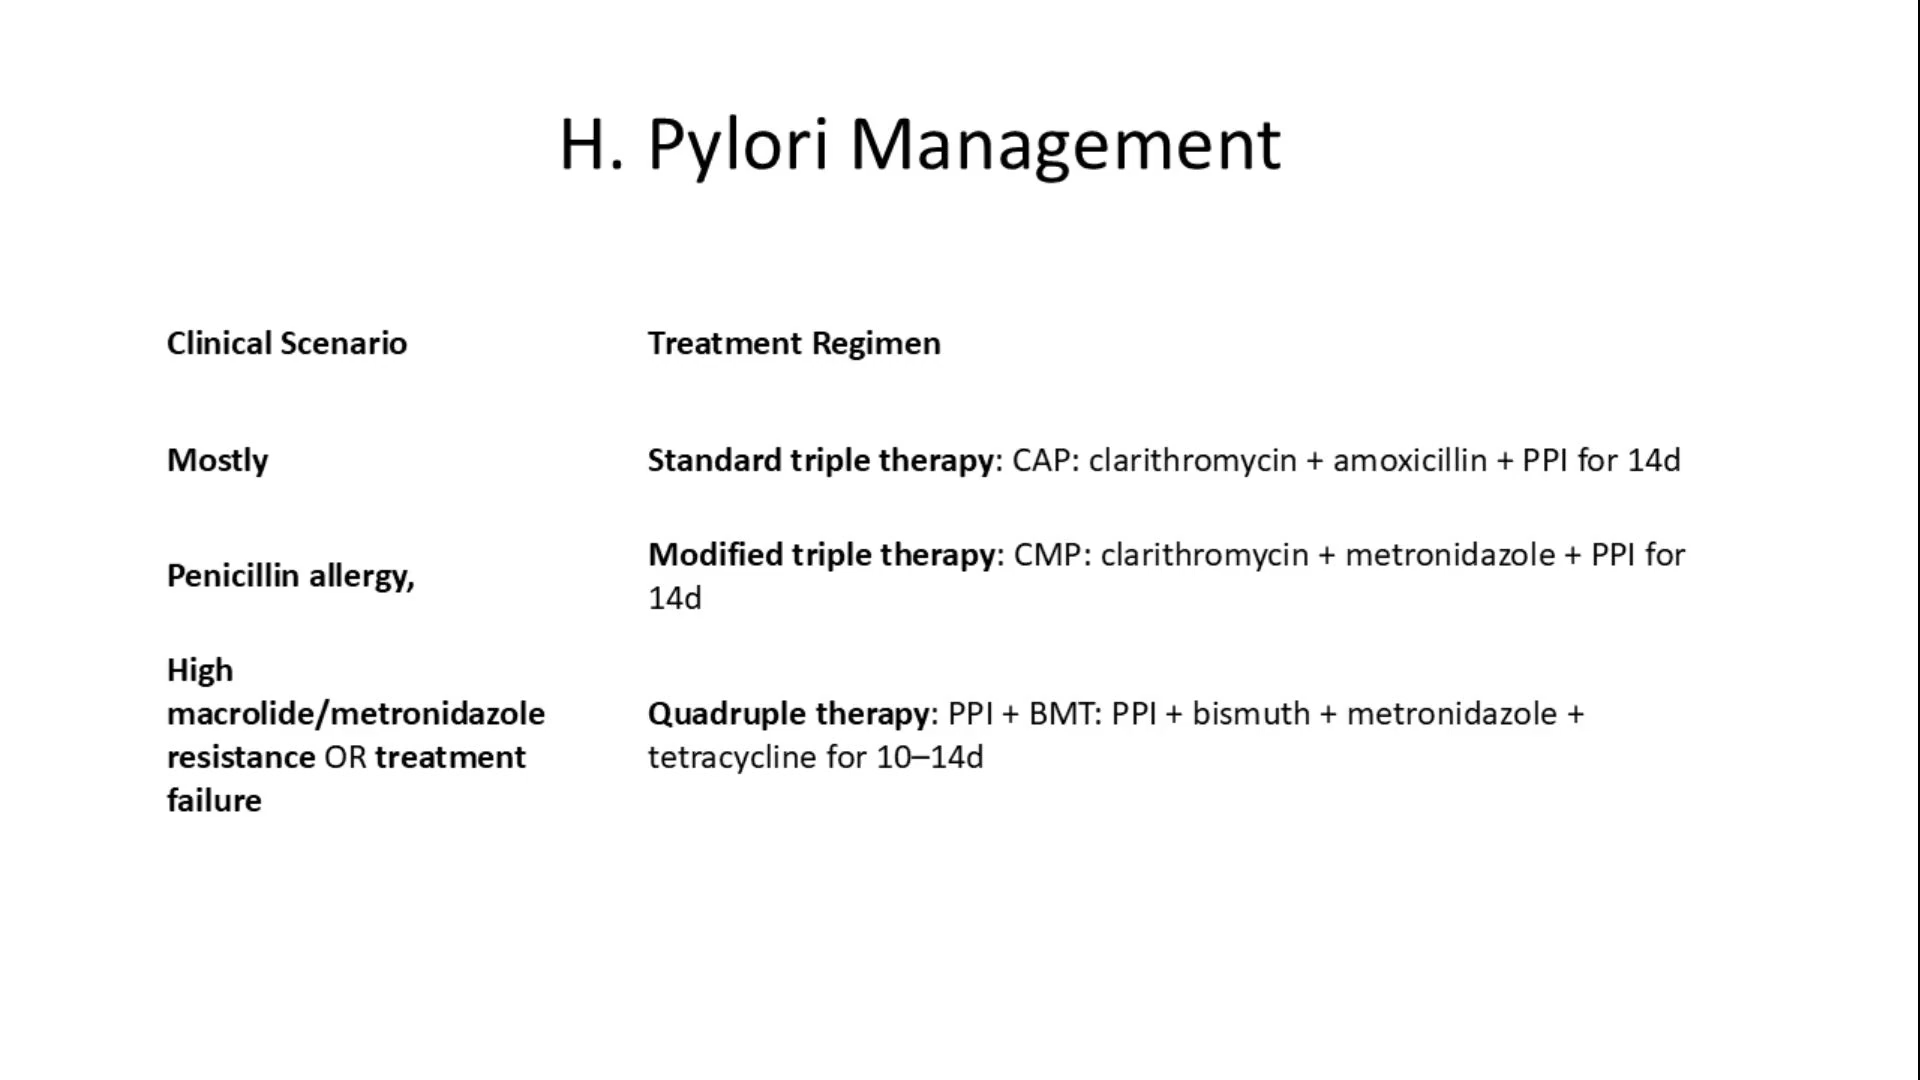 H. Pylori Management
Clinical Scenario
Treatment Regimen
Mostly
Standard triple therapy: CAP: clarithromycin + amoxicillin + PPI for 14d
Penicillin allergy,
Modified triple therapy: CMP: clarithromycin + metronidazole + PPI for
14d
High
macrolide/metronidazole
resistance OR treatment
failure
Quadruple therapy: PPI + BMT: PPI + bismuth + metronidazole +
tetracycline for 10–14d